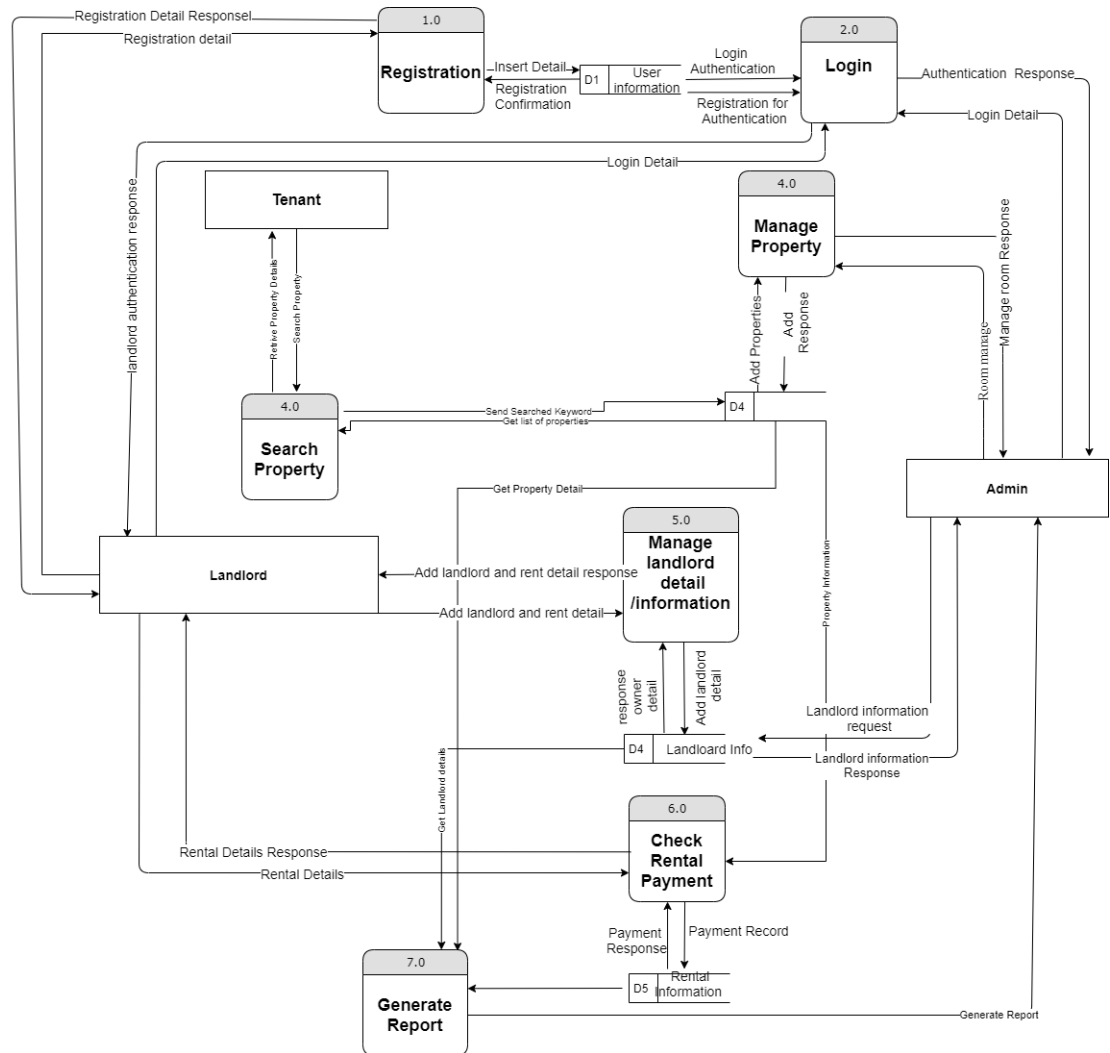 Registration Detail Responsel
Registration detail
1.0
Registration
Insert Detail
Registration
Confirmation
D1
User
information
Login
Authentication
Registration for
Authentication
2.0
Login
Authentication Response
Login Detail
Login Detail
landlord authentication response
Tenant
Retrive Property Details
Search Property
4.0
Manage
Property
Manage room Response
Room manage
Add Properties
Add
Response
D4
4.0
Search
Property
Send Searched Keyword
Get list of properties
Get Property Detail
Admin
5.0
Manage
landlord
detail
/information
Landlord
Add landlord and rent detail response
Add landlord and rent detail
Property Information
response
owner
detail
Add landlord
detail
Landlord information
request
D4
Landloard Info
Landlord information
Response
Get Landlord details
6.0
Check
Rental
Payment
Rental Details Response
Rental Details
Payment
Response
Payment Record
D5
Rental
Information
7.0
Generate
Report
Generate Report